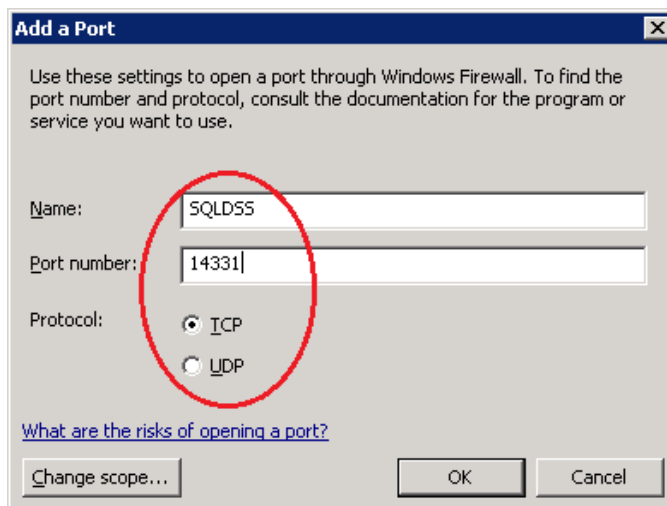 Add a Port
Use these settings to open a port through Windows Firewall. To find the
port number and protocol, consult the documentation for the program or
service you want to use.
Name: SQLDSS
Port number: 14331
Protocol: TCP
UDP
What are the risks of opening a port?
Change scope... OK Cancel